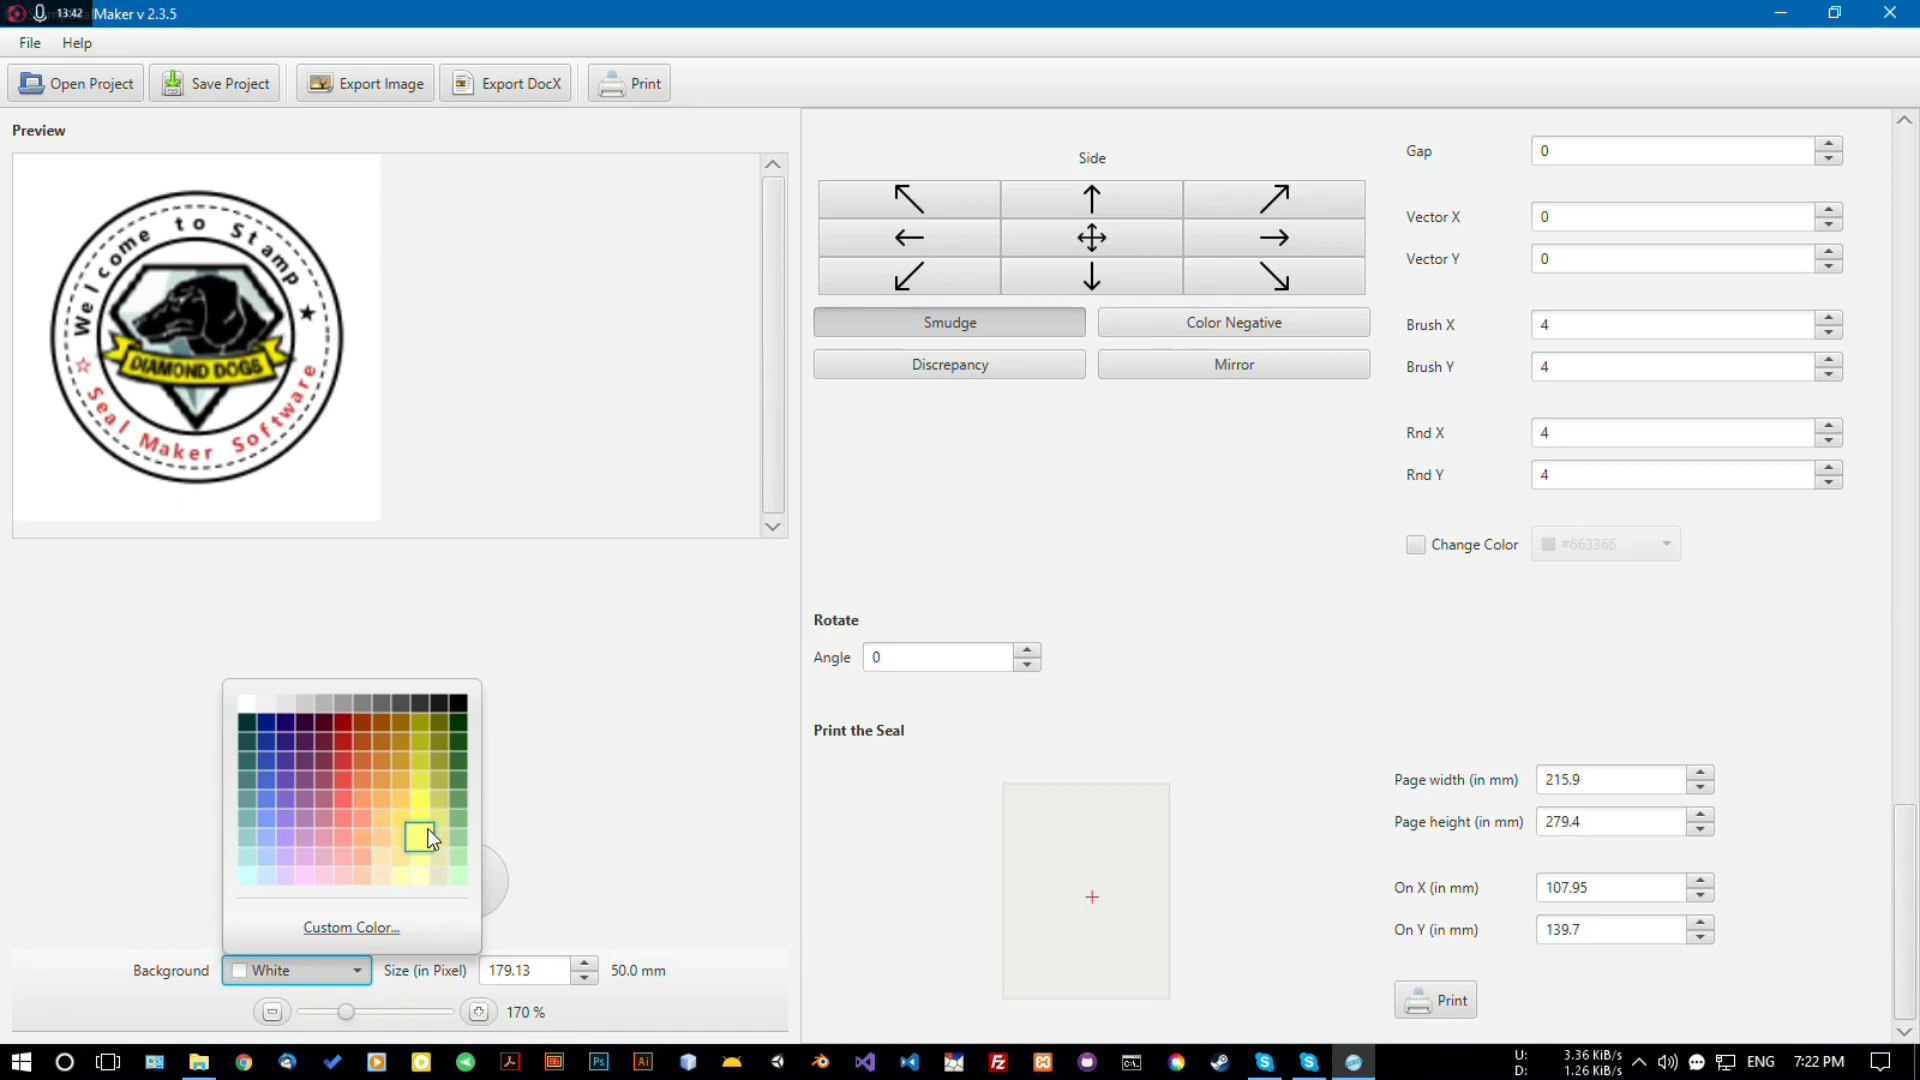 13:42 Maker v 2.3.5
File Help
Open Project Save Project Export Image Export DocX Print
Preview
Welcome to Stamp
DIAMOND DOGS
Seal Maker Software
Side
Smudge Color Negative
Discrepancy Mirror
Gap 0
Vector X 0
Vector Y 0
Brush X 4
Brush Y 4
Rnd X 4
Rnd Y 4
Change Color #663366
Rotate
Angle 0
Print the Seal
Page width (in mm) 215.9
Page height (in mm) 279.4
On X (in mm) 107.95
On Y (in mm) 139.7
Print
Custom Color...
Background White Size (in Pixel) 179.13 50.0 mm
170 %
U: 3.36 KiB/s
D: 1.26 KiB/s
ENG 7:22 PM